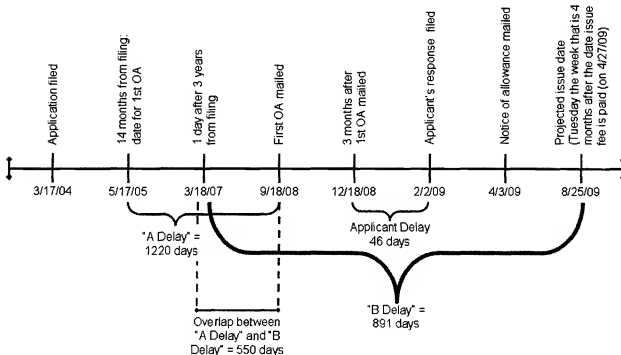 Application filed
14 months from filing:
date for 1st OA
1 day after 3 years
from filing
First OA mailed
3 months after
1st OA mailed
Applicant's response filed
Notice of allowance mailed
Projected issue date
(Tuesday the week that is 4
months after the date issue
fee is paid (on 4/27/09)
3/17/04
5/17/05
3/18/07
9/18/08
12/18/08
2/2/09
4/3/09
8/25/09
"A Delay" =
1220 days
Applicant Delay
46 days
"B Delay" =
891 days
Overlap between
"A Delay" and "B
Delay" = 550 days